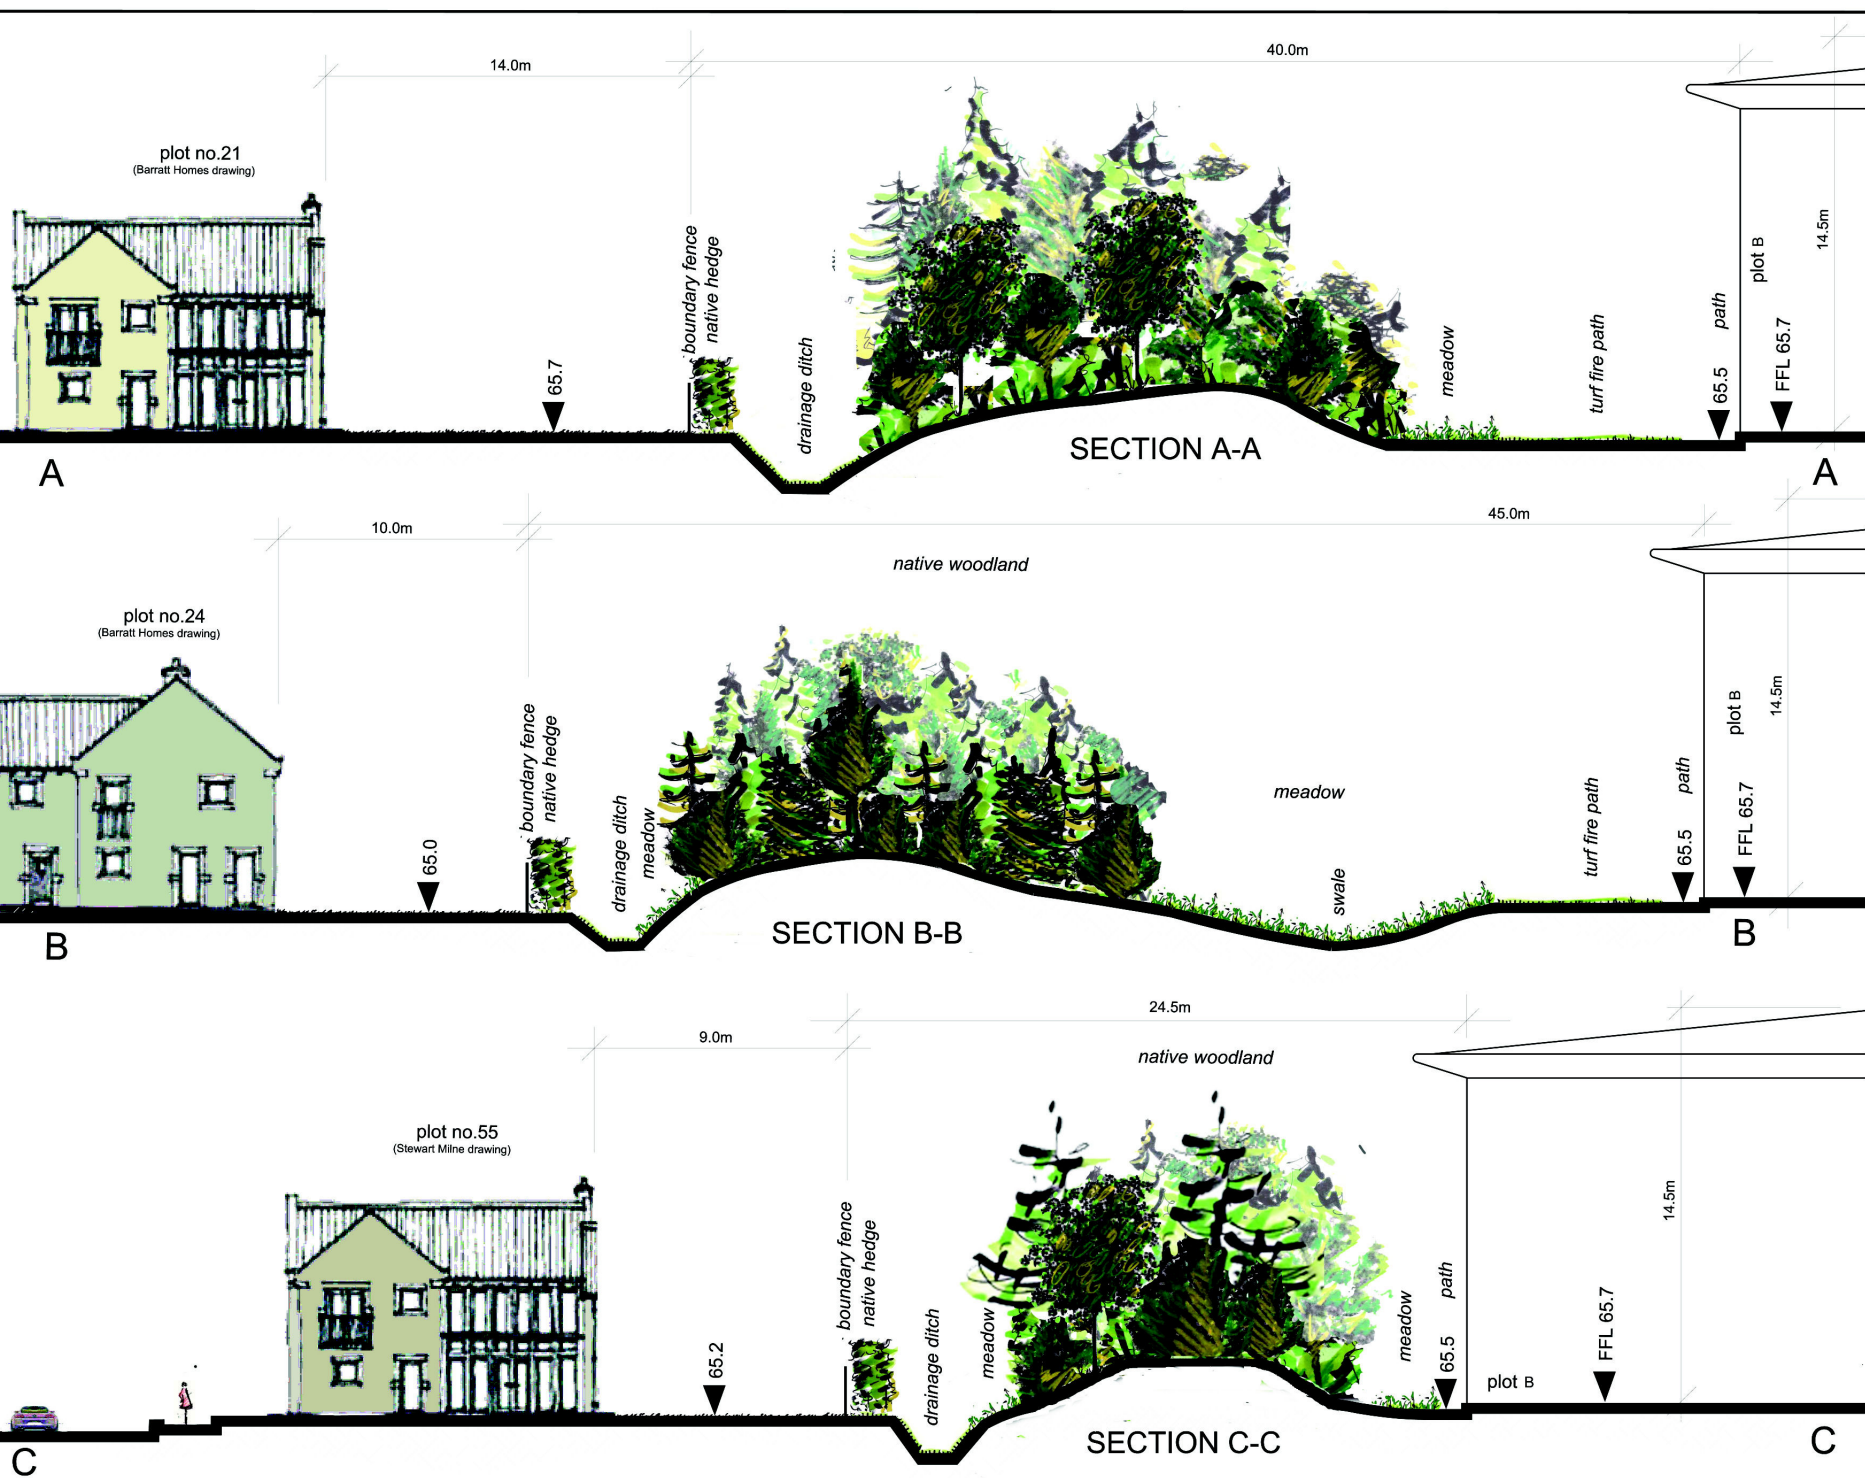 14.0m
40.0m
plot no.21
(Barratt Homes drawing)
boundary fence
native hedge
drainage ditch
65.7
meadow
turf fire path
path
65.5
plot B
FFL 65.7
14.5m
SECTION A-A
A
A
10.0m
45.0m
native woodland
plot no.24
(Barratt Homes drawing)
boundary fence
native hedge
drainage ditch
meadow
65.0
meadow
swale
turf fire path
path
65.5
plot B
FFL 65.7
14.5m
SECTION B-B
B
B
24.5m
9.0m
native woodland
plot no.55
(Stewart Milne drawing)
boundary fence
native hedge
drainage ditch
meadow
65.2
meadow
path
65.5
plot B
FFL 65.7
14.5m
SECTION C-C
C
C